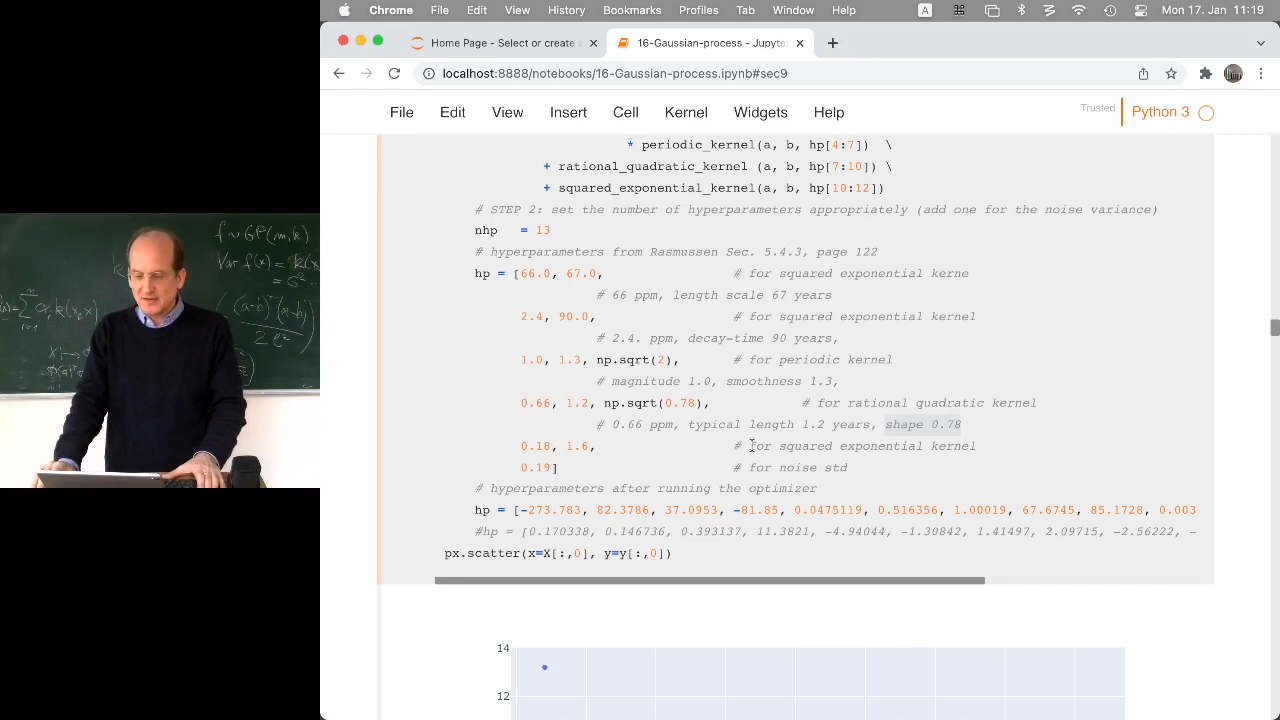 Chrome File Edit View History Bookmarks Profiles Tab Window Help A Mon 17. Jan 11:19
Home Page - Select or create a 16-Gaussian-process - Jupyte
localhost:8888/notebooks/16-Gaussian-process.ipynb#sec9
File Edit View Insert Cell Kernel Widgets Help Trusted Python 3
* periodic_kernel(a, b, hp[4:7]) \
+ rational_quadratic_kernel (a, b, hp[7:10]) \
+ squared_exponential_kernel(a, b, hp[10:12])
# STEP 2: set the number of hyperparameters appropriately (add one for the noise variance)
nhp = 13
# hyperparameters from Rasmussen Sec. 5.4.3, page 122
hp = [66.0, 67.0, # for squared exponential kerne
# 66 ppm, length scale 67 years
2.4, 90.0, # for squared exponential kernel
# 2.4. ppm, decay-time 90 years,
1.0, 1.3, np.sqrt(2), # for periodic kernel
# magnitude 1.0, smoothness 1.3,
0.66, 1.2, np.sqrt(0.78), # for rational quadratic kernel
# 0.66 ppm, typical length 1.2 years, shape 0.78
0.18, 1.6, # for squared exponential kernel
0.19] # for noise std
# hyperparameters after running the optimizer
hp = [-273.783, 82.3786, 37.0953, -81.85, 0.0475119, 0.516356, 1.00019, 67.6745, 85.1728, 0.003
#hp = [0.170338, 0.146736, 0.393137, 11.3821, -4.94044, -1.30842, 1.41497, 2.09715, -2.56222, -
px.scatter(x=X[:,0], y=y[:,0])
14
12
f ~ GP(m,k)
Var f(x) = k(x
= σ²
(a-b)ᵀ(a-b)
2ℓ²